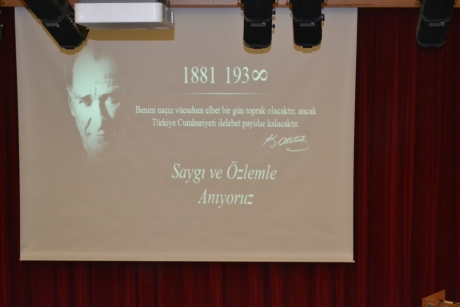 1881 193∞
Benim naçiz vücudum elbet bir gün toprak olacaktır, ancak
Türkiye Cumhuriyeti ilelebet payidar kalacaktır.
K. Atatürk
Saygı ve Özlemle
Anıyoruz